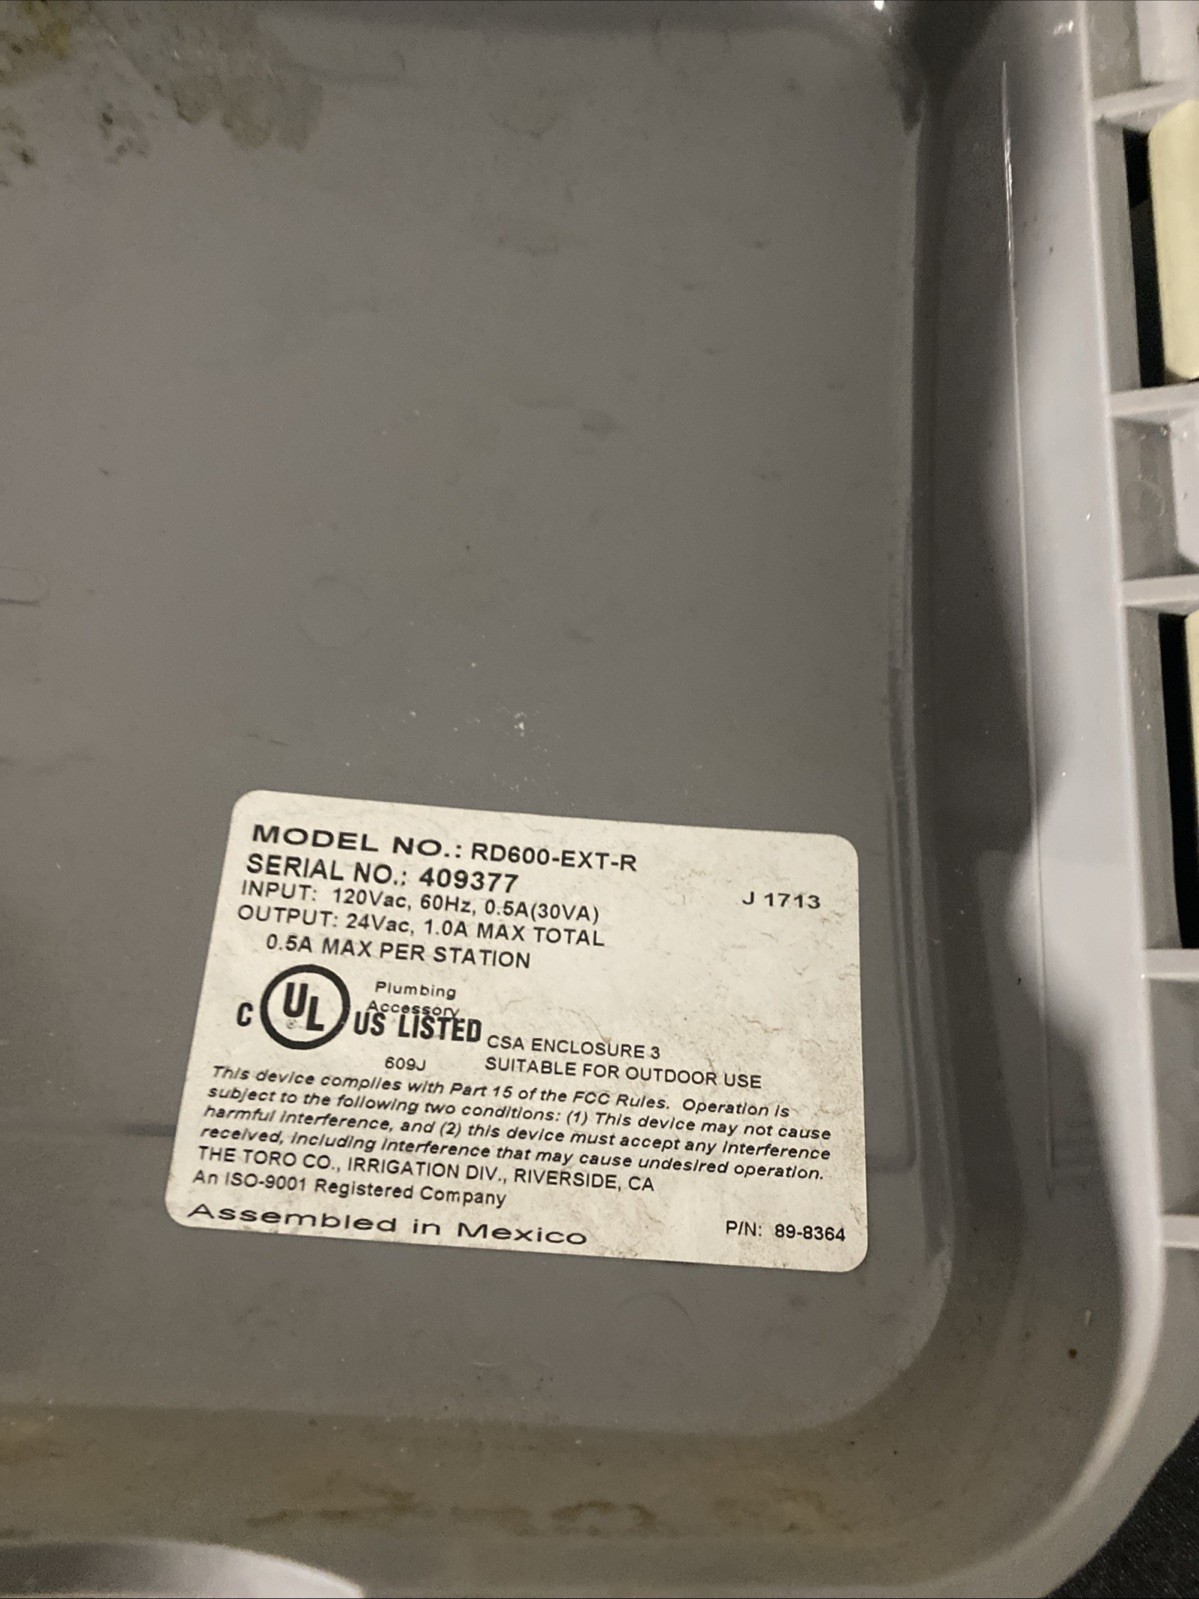 MODEL NO.: RD600-EXT-R
SERIAL NO.: 409377
J 1713
INPUT: 120Vac, 60Hz, 0.5A(30VA)
OUTPUT: 24Vac, 1.0A MAX TOTAL
0.5A MAX PER STATION
C UL US LISTED
Plumbing
Accessory
609J
CSA ENCLOSURE 3
SUITABLE FOR OUTDOOR USE
This device complies with Part 15 of the FCC Rules. Operation is
subject to the following two conditions: (1) This device may not cause
harmful interference, and (2) this device must accept any interference
received, including interference that may cause undesired operation.
THE TORO CO., IRRIGATION DIV., RIVERSIDE, CA
An ISO-9001 Registered Company
Assembled in Mexico
P/N: 89-8364